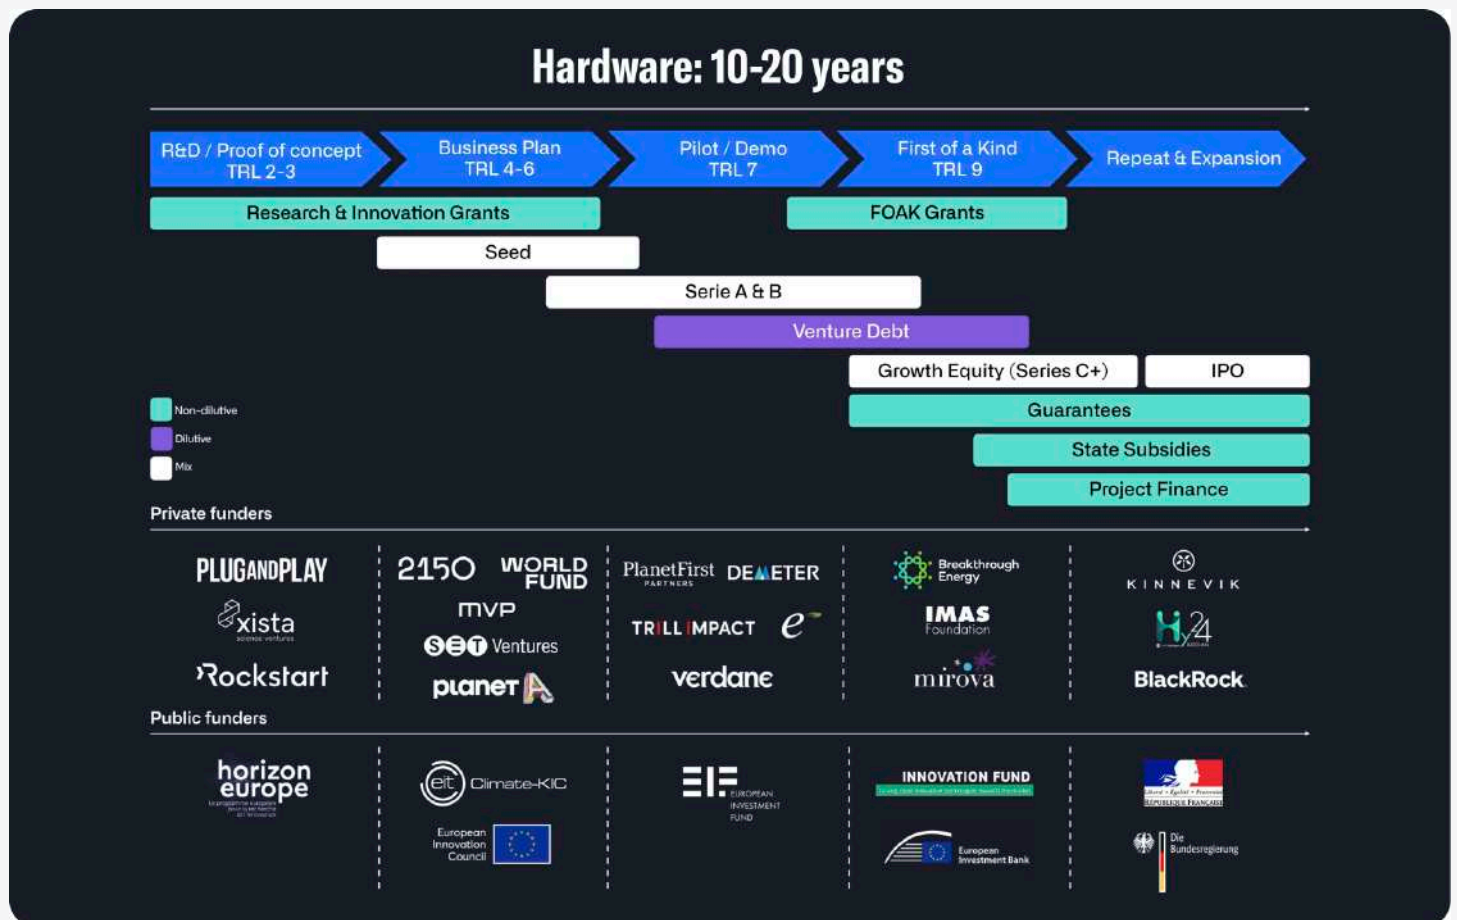 Hardware: 10-20 years
R&D / Proof of concept
TRL 2-3
Business Plan
TRL 4-6
Pilot / Demo
TRL 7
First of a Kind
TRL 9
Repeat & Expansion
Research & Innovation Grants
FOAK Grants
Seed
Serie A & B
Venture Debt
Growth Equity (Series C+)
IPO
Guarantees
State Subsidies
Project Finance
Non-dilutive
Dilutive
Mix
Private funders
PLUGANDPLAY
xista
science ventures
Rockstart
2150
WORLD
FUND
MVP
SET Ventures
PLANET A
PlanetFirst
PARTNERS
DEMETER
TRILL IMPACT
e
verdane
Breakthrough
Energy
IMAS
Foundation
mirova
KINNEVIK
Hy24
BlackRock
Public funders
horizon
europe
eit Climate-KIC
European
Innovation
Council
EIF
EUROPEAN
INVESTMENT
FUND
INNOVATION FUND
European
Investment Bank
Liberté • Égalité • Fraternité
RÉPUBLIQUE FRANÇAISE
Die
Bundesregierung